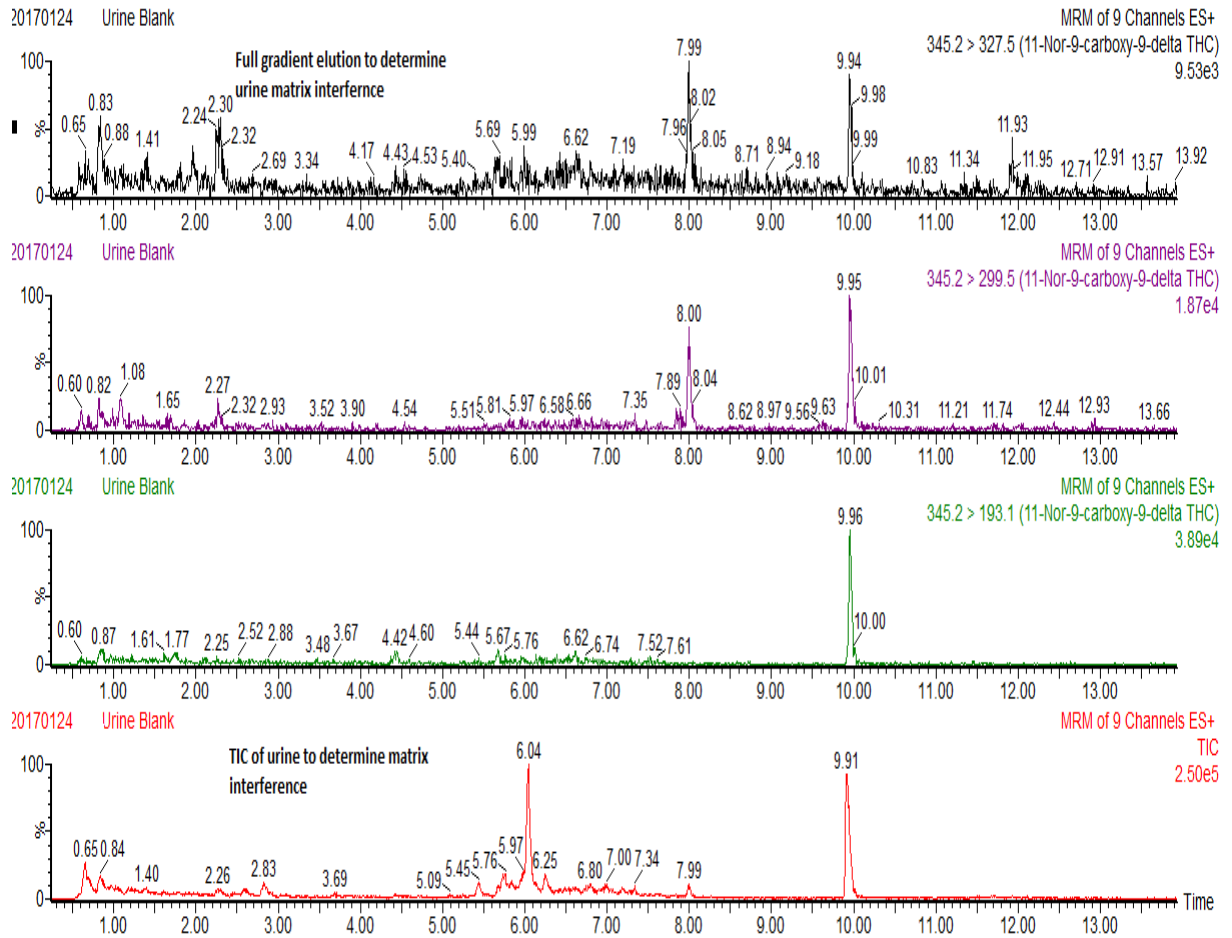 20170124 Urine Blank MRM of 9 Channels ES+
345.2 > 327.5 (11-Nor-9-carboxy-9-delta THC)
9.53e3
Full gradient elution to determine
urine matrix interfernce
100
%
0
0.65 0.83 0.88 1.41 2.24 2.30 2.32 2.69 3.34 4.17 4.43 4.53 5.40 5.69 5.99 6.62 7.19 7.96 7.99 8.02 8.05 8.71 8.94 9.18 9.94 9.98 9.99 10.83 11.34 11.93 11.95 12.71 12.91 13.57 13.92
1.00 2.00 3.00 4.00 5.00 6.00 7.00 8.00 9.00 10.00 11.00 12.00 13.00
20170124 Urine Blank MRM of 9 Channels ES+
345.2 > 299.5 (11-Nor-9-carboxy-9-delta THC)
1.87e4
100
%
0
0.60 0.82 1.08 1.65 2.27 2.32 2.93 3.52 3.90 4.54 5.51 5.81 5.97 6.58 6.66 7.35 7.89 8.00 8.04 8.62 8.97 9.56 9.63 9.95 10.01 10.31 11.21 11.74 12.44 12.93 13.66
1.00 2.00 3.00 4.00 5.00 6.00 7.00 8.00 9.00 10.00 11.00 12.00 13.00
20170124 Urine Blank MRM of 9 Channels ES+
345.2 > 193.1 (11-Nor-9-carboxy-9-delta THC)
3.89e4
100
%
0
0.60 0.87 1.61 1.77 2.25 2.52 2.88 3.48 3.67 4.42 4.60 5.44 5.67 5.76 6.62 6.74 7.52 7.61 9.96 10.00
1.00 2.00 3.00 4.00 5.00 6.00 7.00 8.00 9.00 10.00 11.00 12.00 13.00
20170124 Urine Blank MRM of 9 Channels ES+
TIC
2.50e5
TIC of urine to determine matrix
interference
100
%
0
0.65 0.84 1.40 2.26 2.83 3.69 5.09 5.45 5.76 5.97 6.04 6.25 6.80 7.00 7.34 7.99 9.91
Time
1.00 2.00 3.00 4.00 5.00 6.00 7.00 8.00 9.00 10.00 11.00 12.00 13.00